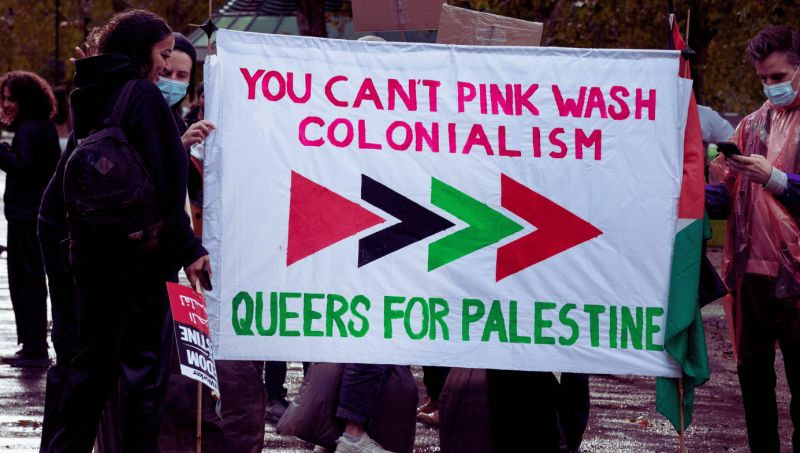 YOU CAN'T PINK WASH
COLONIALISM
QUEERS FOR PALESTINE